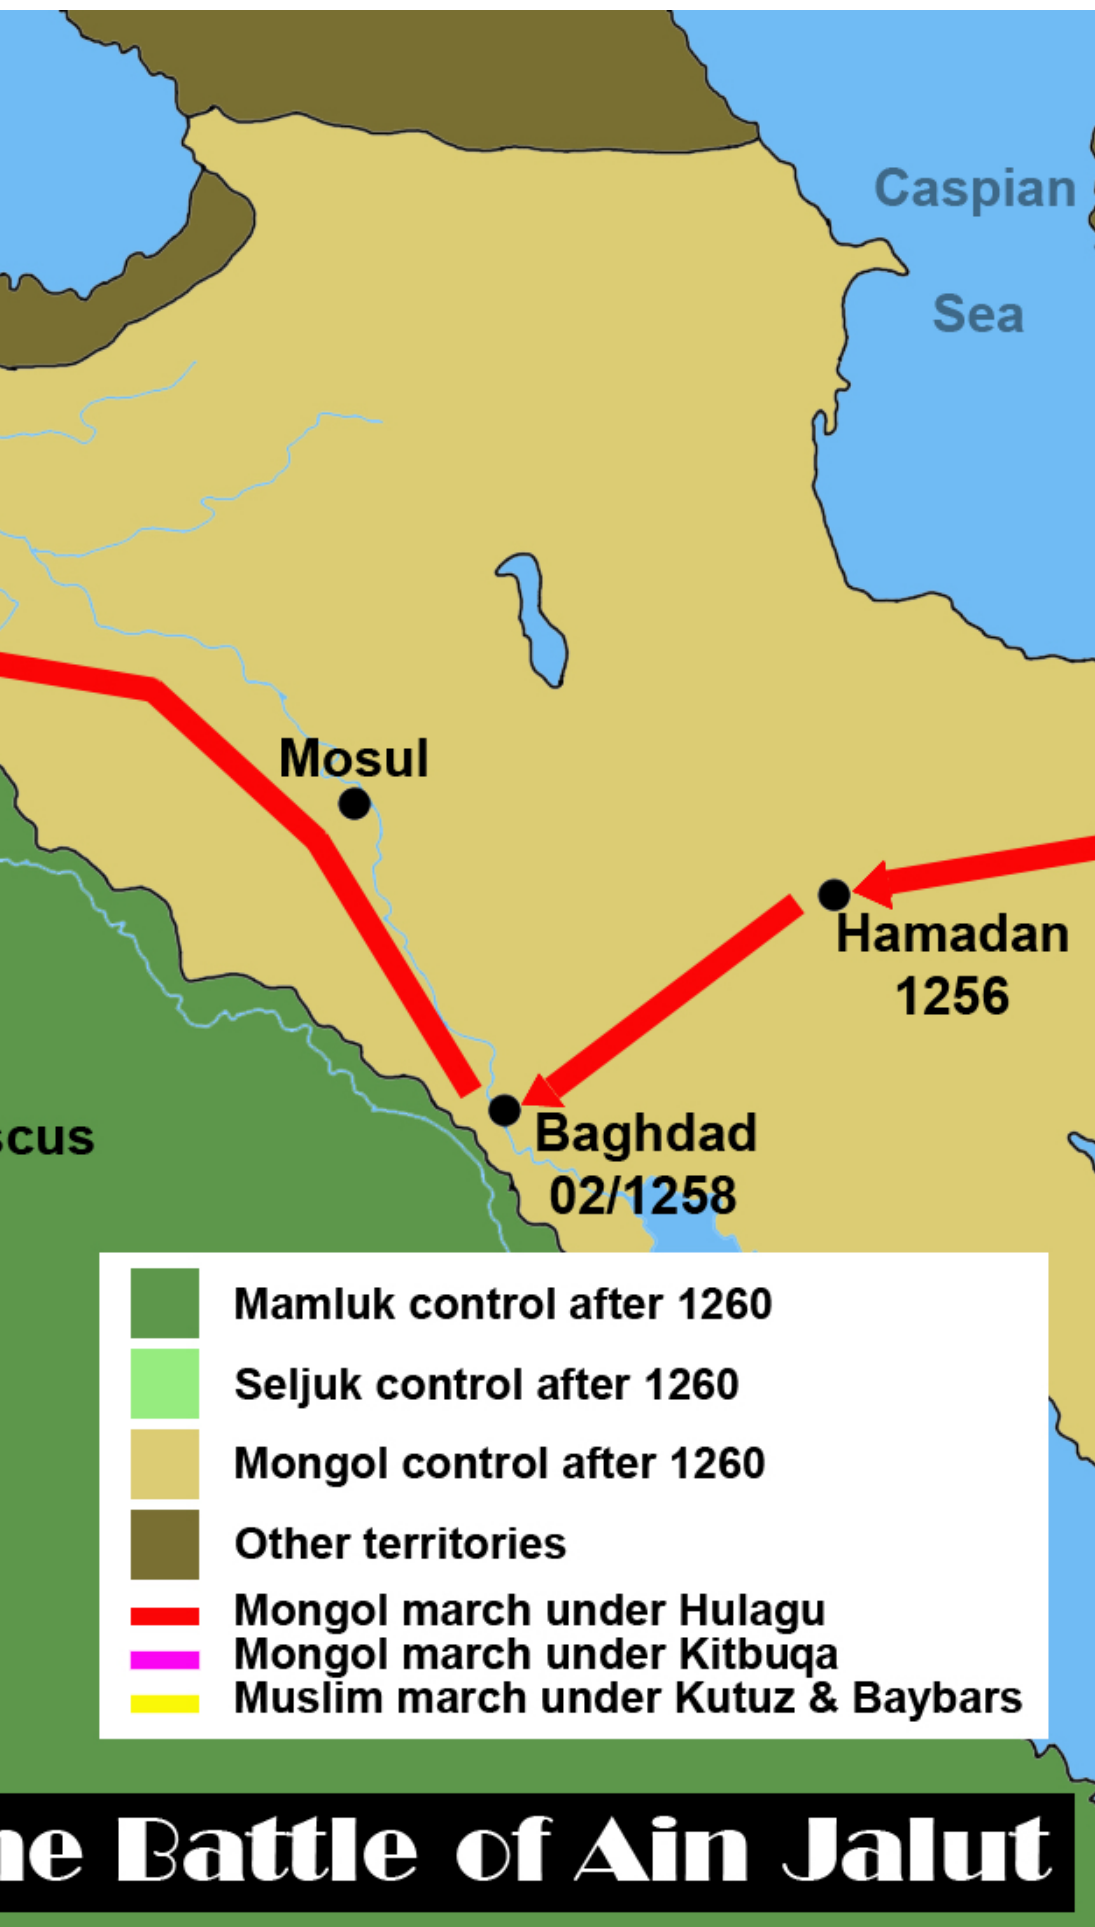 Caspian
Sea
Mosul
Hamadan
1256
scus
Baghdad
02/1258
Mamluk control after 1260
Seljuk control after 1260
Mongol control after 1260
Other territories
Mongol march under Hulagu
Mongol march under Kitbuqa
Muslim march under Kutuz & Baybars
he Battle of Ain Jalut